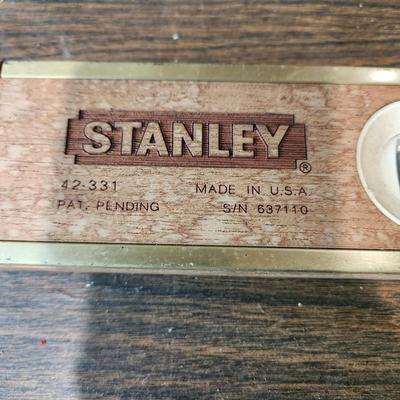 STANLEY®
42-331 MADE IN U.S.A.
PAT. PENDING S/N 637110